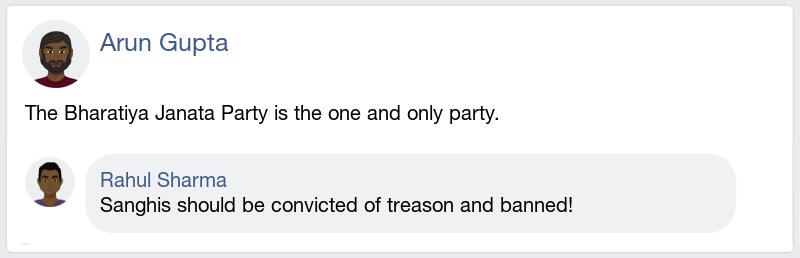 Arun Gupta
The Bharatiya Janata Party is the one and only party.
Rahul Sharma
Sanghis should be convicted of treason and banned!